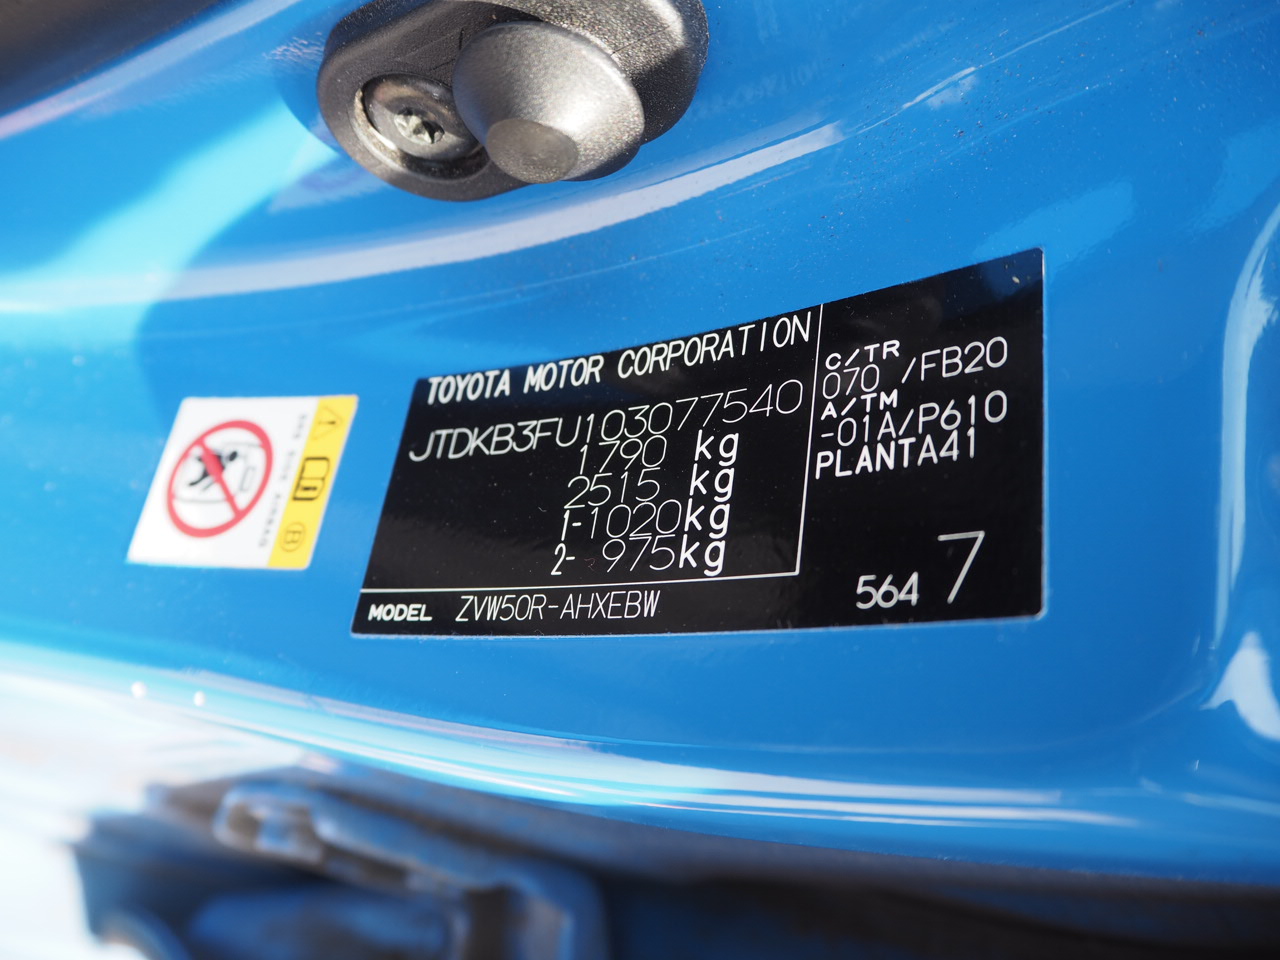 TOYOTA MOTOR CORPORATION
JTDKB3FU103077540
1790 kg
2515 kg
1-1020kg
2- 975kg
MODEL ZVW50R-AHXEBW
C/TR
070 /FB20
A/TM
-01A/P610
PLANTA41
564 7